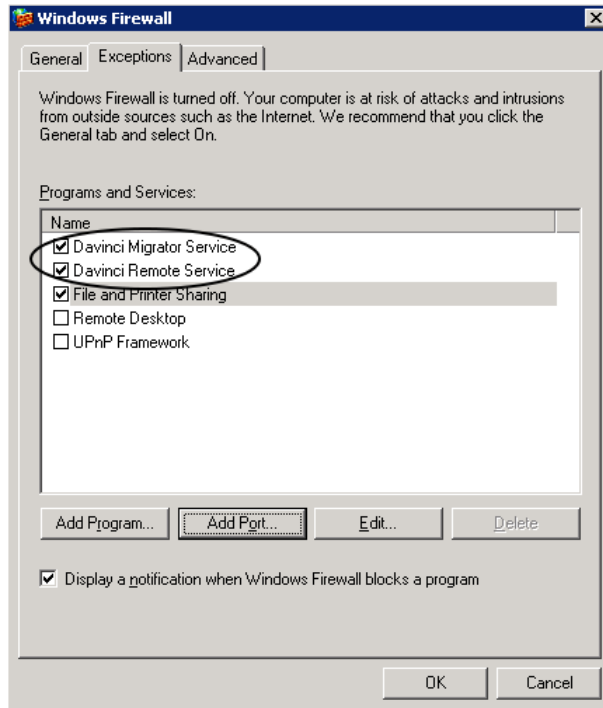 Windows Firewall
General
Exceptions
Advanced
Windows Firewall is turned off. Your computer is at risk of attacks and intrusions
from outside sources such as the Internet. We recommend that you click the
General tab and select On.
Programs and Services:
Name
Davinci Migrator Service
Davinci Remote Service
File and Printer Sharing
Remote Desktop
UPnP Framework
Add Program...
Add Port...
Edit...
Delete
Display a notification when Windows Firewall blocks a program
OK
Cancel